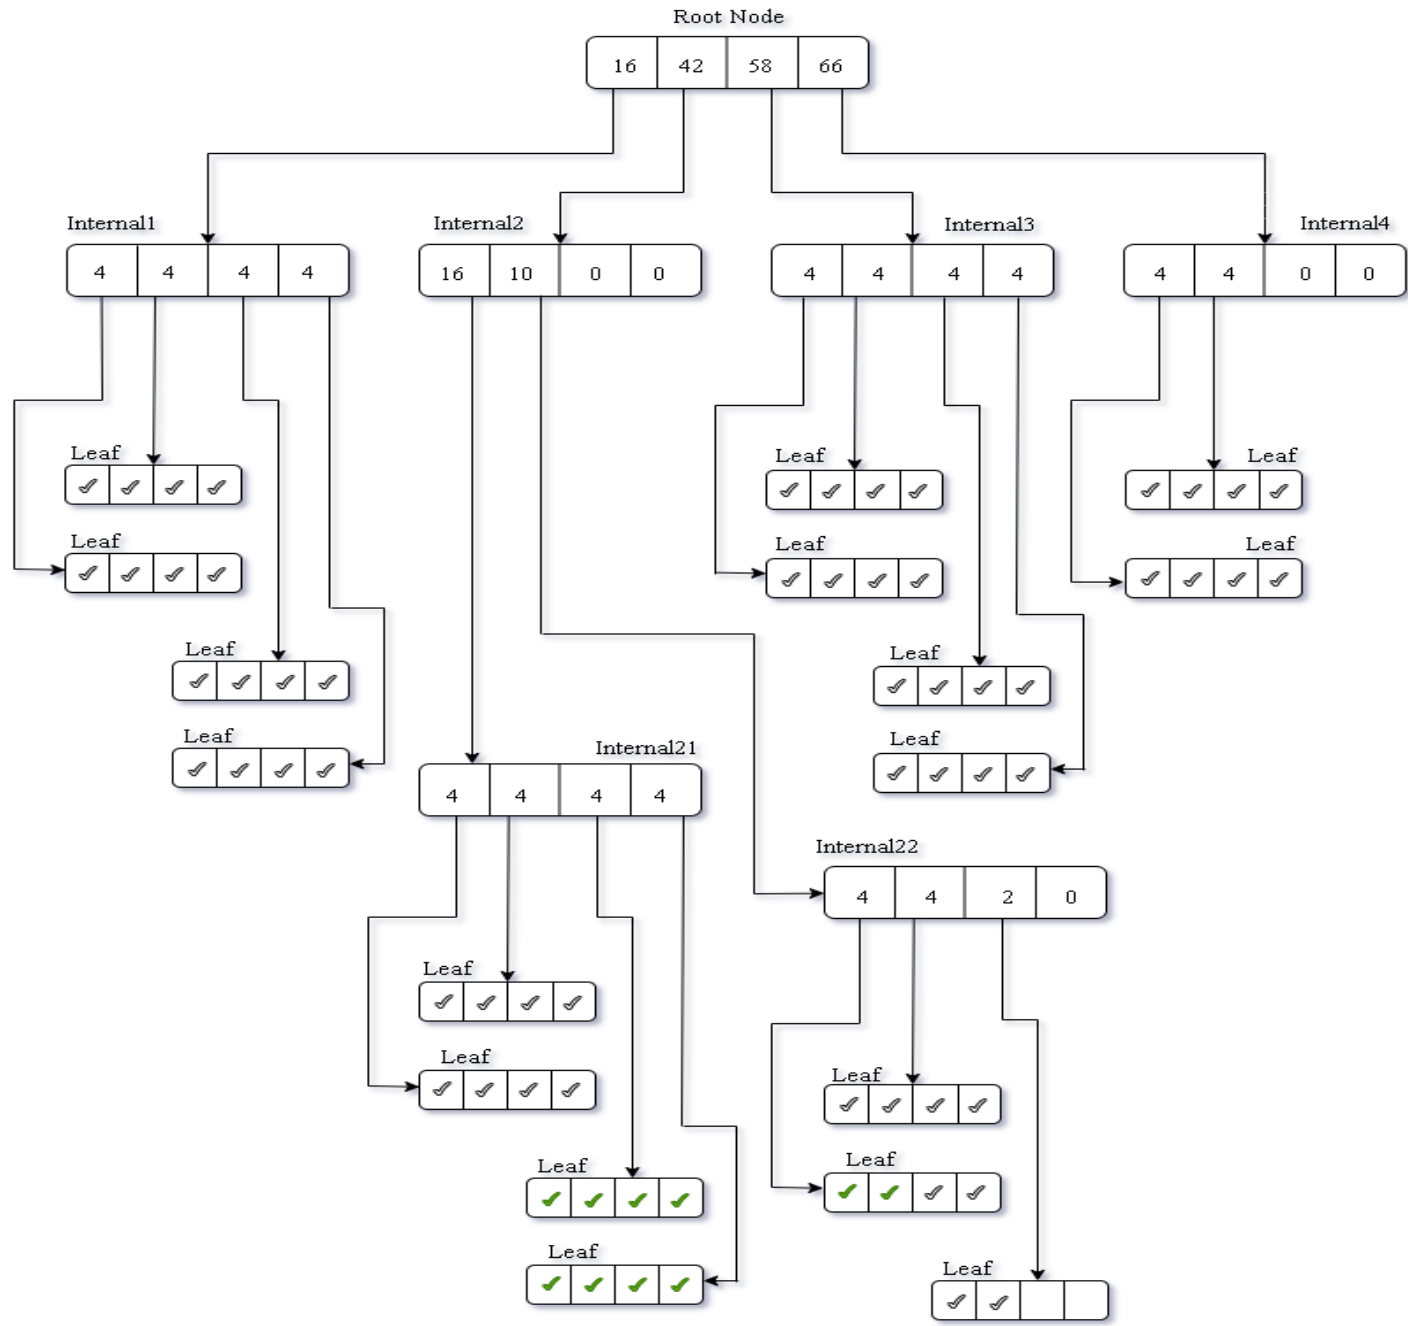 Root Node
16 42 58 66
Internal1 Internal2 Internal3 Internal4
4 4 4 4 16 10 0 0 4 4 4 4 4 4 0 0
Leaf Leaf Leaf
Leaf Leaf Leaf
Leaf Leaf
Leaf Leaf
Internal21
4 4 4 4
Internal22
4 4 2 0
Leaf
Leaf
Leaf
Leaf
Leaf
Leaf
Leaf